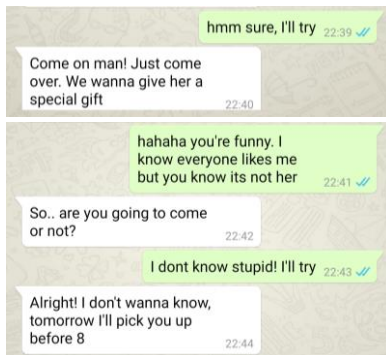 hmm sure, I'll try 22:39
Come on man! Just come
over. We wanna give her a
special gift
22:40
hahaha you're funny. I
know everyone likes me
but you know its not her 22:41
So.. are you going to come
or not?
22:42
I dont know stupid! I'll try 22:43
Alright! I don't wanna know,
tomorrow I'll pick you up
before 8
22:44